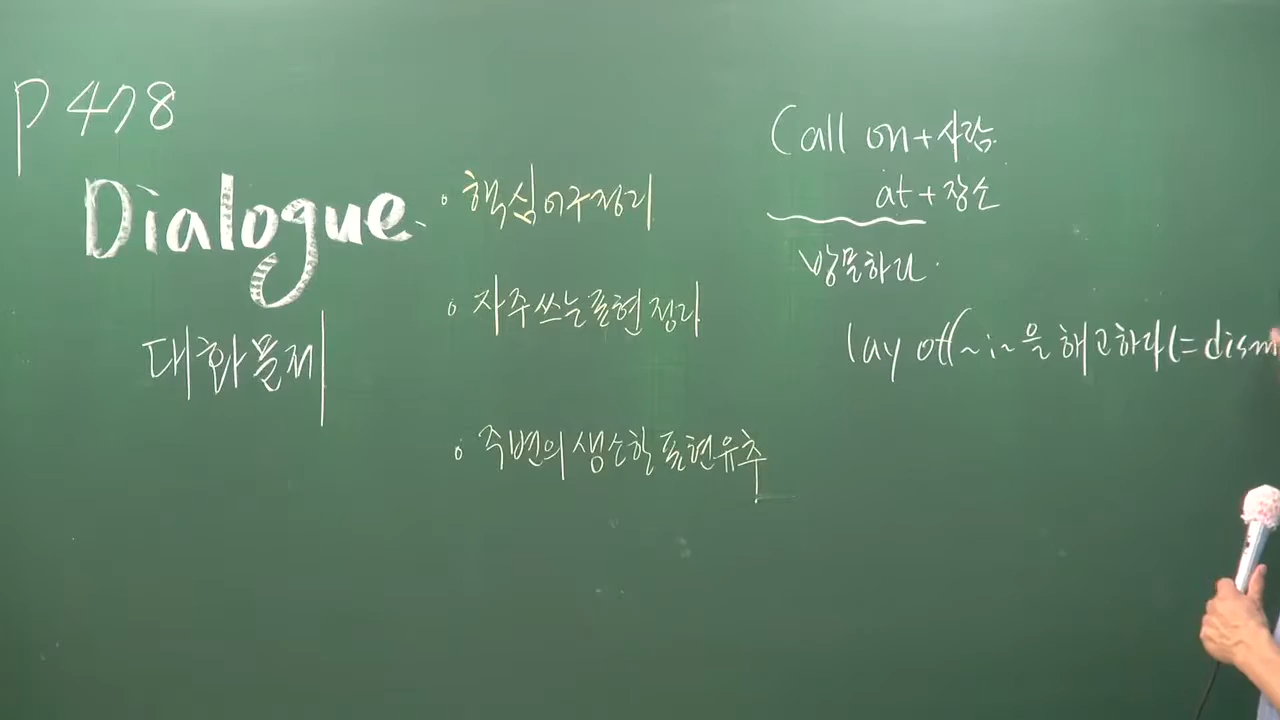 P 478
Dialogue
대화문제
◦ 핵심어구정리
◦ 자주쓰는표현정리
◦ 주변의 생소한표현유추
Call on + 사람
at + 장소
방문하다
lay off ~ 을 해고하다 (= dism